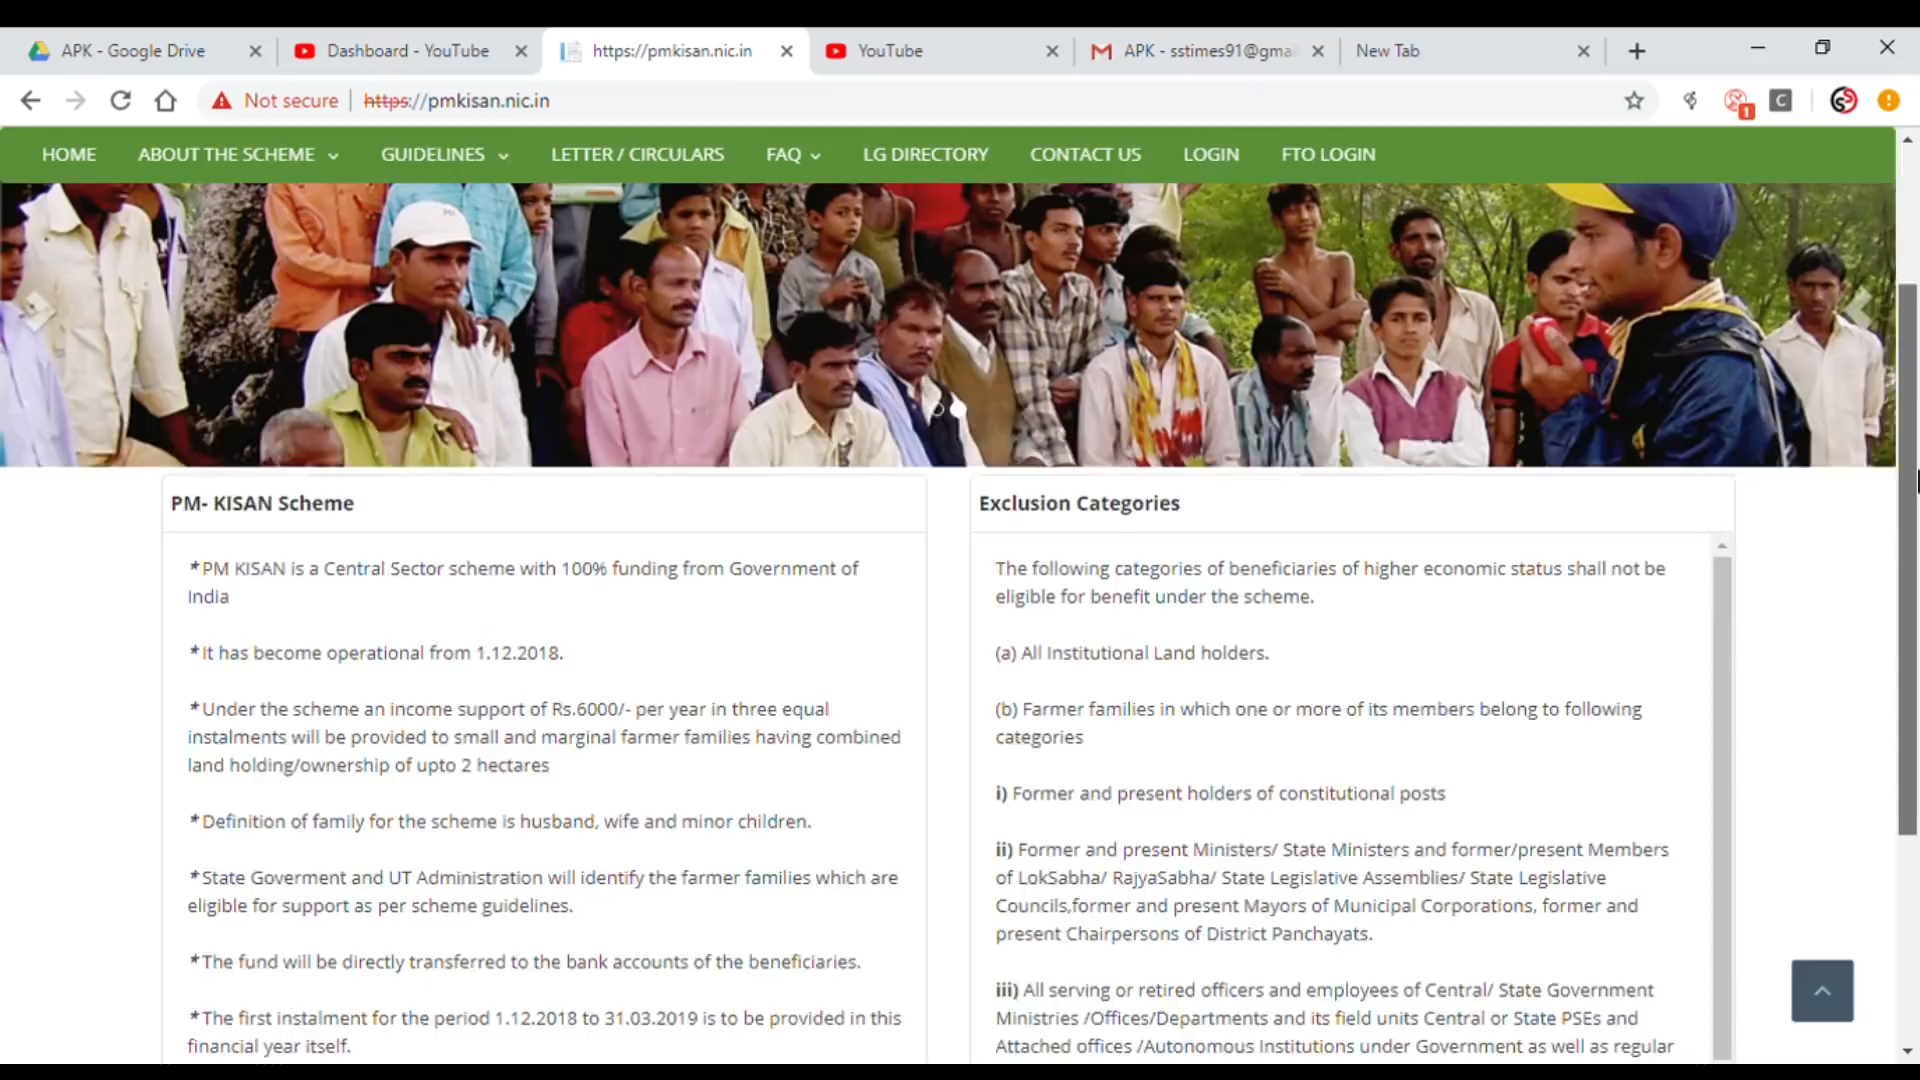 APK - Google Drive
Dashboard - YouTube
https://pmkisan.nic.in
YouTube
APK - sstimes91@gma
New Tab
Not secure
https://pmkisan.nic.in
1
C
HOME
ABOUT THE SCHEME
GUIDELINES
LETTER / CIRCULARS
FAQ
LG DIRECTORY
CONTACT US
LOGIN
FTO LOGIN
PM- KISAN Scheme
*PM KISAN is a Central Sector scheme with 100% funding from Government of
India
*It has become operational from 1.12.2018.
*Under the scheme an income support of Rs.6000/- per year in three equal
instalments will be provided to small and marginal farmer families having combined
land holding/ownership of upto 2 hectares
*Definition of family for the scheme is husband, wife and minor children.
*State Goverment and UT Administration will identify the farmer families which are
eligible for support as per scheme guidelines.
*The fund will be directly transferred to the bank accounts of the beneficiaries.
*The first instalment for the period 1.12.2018 to 31.03.2019 is to be provided in this
financial year itself.
Exclusion Categories
The following categories of beneficiaries of higher economic status shall not be
eligible for benefit under the scheme.
(a) All Institutional Land holders.
(b) Farmer families in which one or more of its members belong to following
categories
i) Former and present holders of constitutional posts
ii) Former and present Ministers/ State Ministers and former/present Members
of LokSabha/ RajyaSabha/ State Legislative Assemblies/ State Legislative
Councils,former and present Mayors of Municipal Corporations, former and
present Chairpersons of District Panchayats.
iii) All serving or retired officers and employees of Central/ State Government
Ministries /Offices/Departments and its field units Central or State PSEs and
Attached offices /Autonomous Institutions under Government as well as regular